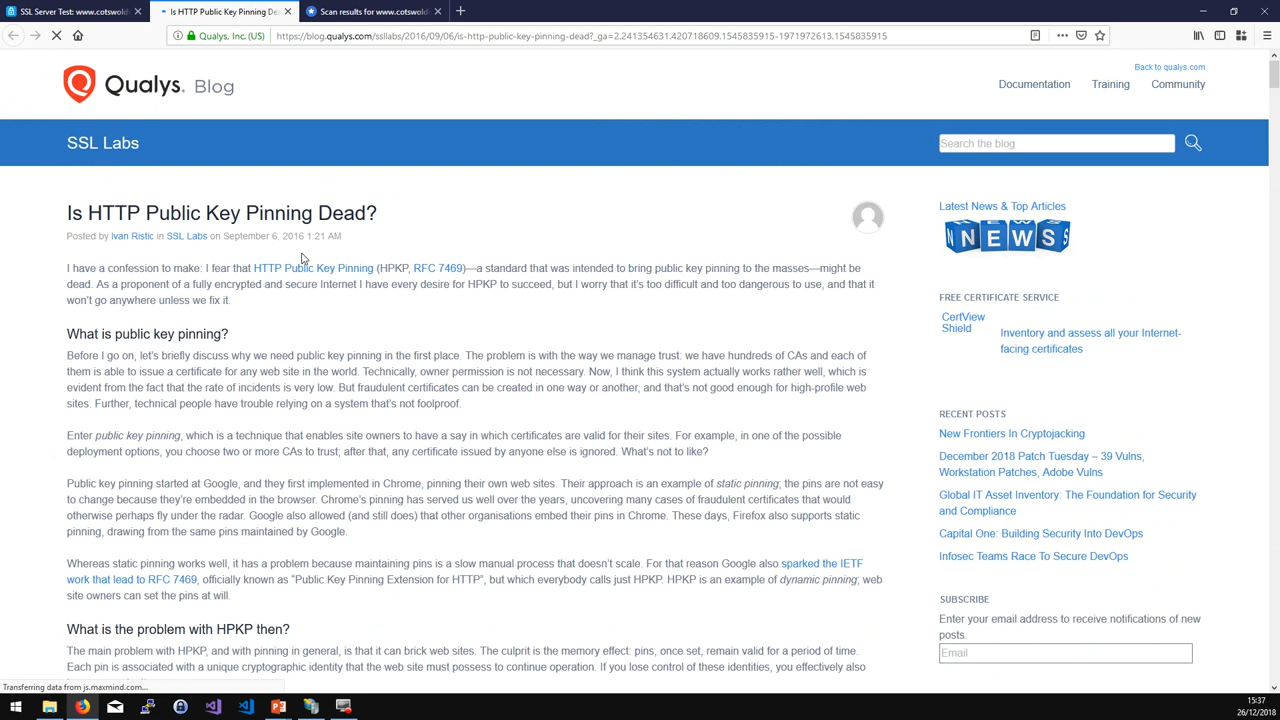 SSL Server Test: www.cotswold
Is HTTP Public Key Pinning De
Scan results for www.cotswold
Qualys, Inc. (US)
https://blog.qualys.com/ssllabs/2016/09/06/is-http-public-key-pinning-dead?_ga=2.241354631.420718609.1545835915-1971972613.1545835915
Back to qualys.com
Qualys. Blog
Documentation Training Community
SSL Labs
Search the blog
Is HTTP Public Key Pinning Dead?
Posted by Ivan Ristic in SSL Labs on September 6, 2016 1:21 AM
I have a confession to make: I fear that HTTP Public Key Pinning (HPKP, RFC 7469)—a standard that was intended to bring public key pinning to the masses—might be
dead. As a proponent of a fully encrypted and secure Internet I have every desire for HPKP to succeed, but I worry that it's too difficult and too dangerous to use, and that it
won't go anywhere unless we fix it.
What is public key pinning?
Before I go on, let's briefly discuss why we need public key pinning in the first place. The problem is with the way we manage trust: we have hundreds of CAs and each of
them is able to issue a certificate for any web site in the world. Technically, owner permission is not necessary. Now, I think this system actually works rather well, which is
evident from the fact that the rate of incidents is very low. But fraudulent certificates can be created in one way or another, and that's not good enough for high-profile web
sites. Further, technical people have trouble relying on a system that's not foolproof.
Enter public key pinning, which is a technique that enables site owners to have a say in which certificates are valid for their sites. For example, in one of the possible
deployment options, you choose two or more CAs to trust; after that, any certificate issued by anyone else is ignored. What's not to like?
Public key pinning started at Google, and they first implemented in Chrome, pinning their own web sites. Their approach is an example of static pinning; the pins are not easy
to change because they're embedded in the browser. Chrome's pinning has served us well over the years, uncovering many cases of fraudulent certificates that would
otherwise perhaps fly under the radar. Google also allowed (and still does) that other organisations embed their pins in Chrome. These days, Firefox also supports static
pinning, drawing from the same pins maintained by Google.
Whereas static pinning works well, it has a problem because maintaining pins is a slow manual process that doesn't scale. For that reason Google also sparked the IETF
work that lead to RFC 7469, officially known as "Public Key Pinning Extension for HTTP", but which everybody calls just HPKP. HPKP is an example of dynamic pinning; web
site owners can set the pins at will.
What is the problem with HPKP then?
The main problem with HPKP, and with pinning in general, is that it can brick web sites. The culprit is the memory effect: pins, once set, remain valid for a period of time.
Each pin is associated with a unique cryptographic identity that the web site must possess to continue operation. If you lose control of these identities, you effectively also
Latest News & Top Articles
NEWS
FREE CERTIFICATE SERVICE
CertView
Shield
Inventory and assess all your Internet-
facing certificates
RECENT POSTS
New Frontiers In Cryptojacking
December 2018 Patch Tuesday – 39 Vulns,
Workstation Patches, Adobe Vulns
Global IT Asset Inventory: The Foundation for Security
and Compliance
Capital One: Building Security Into DevOps
Infosec Teams Race To Secure DevOps
SUBSCRIBE
Enter your email address to receive notifications of new
posts.
Email
Transferring data from js.maxmind.com...
15:37
26/12/2018